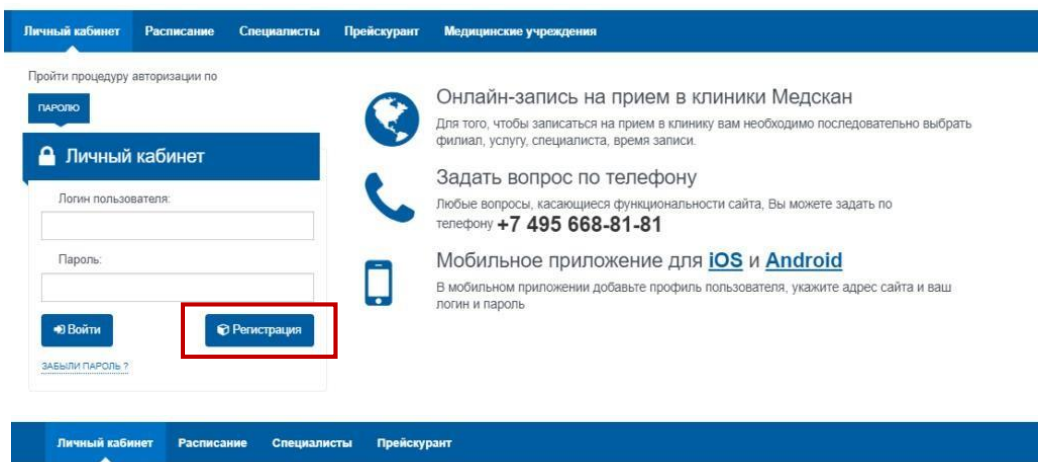 Личный кабинет Расписание Специалисты Прейскурант Медицинские учреждения
Пройти процедуру авторизации по
ПАРОЛЮ
Личный кабинет
Логин пользователя:
Пароль:
Войти Регистрация
ЗАБЫЛИ ПАРОЛЬ ?
Онлайн-запись на прием в клиники Медскан
Для того, чтобы записаться на прием в клинику вам необходимо последовательно выбрать
филиал, услугу, специалиста, время записи.
Задать вопрос по телефону
Любые вопросы, касающиеся функциональности сайта, Вы можете задать по
телефону +7 495 668-81-81
Мобильное приложение для iOS и Android
В мобильном приложении добавьте профиль пользователя, укажите адрес сайта и ваш
логин и пароль
Личный кабинет Расписание Специалисты Прейскурант